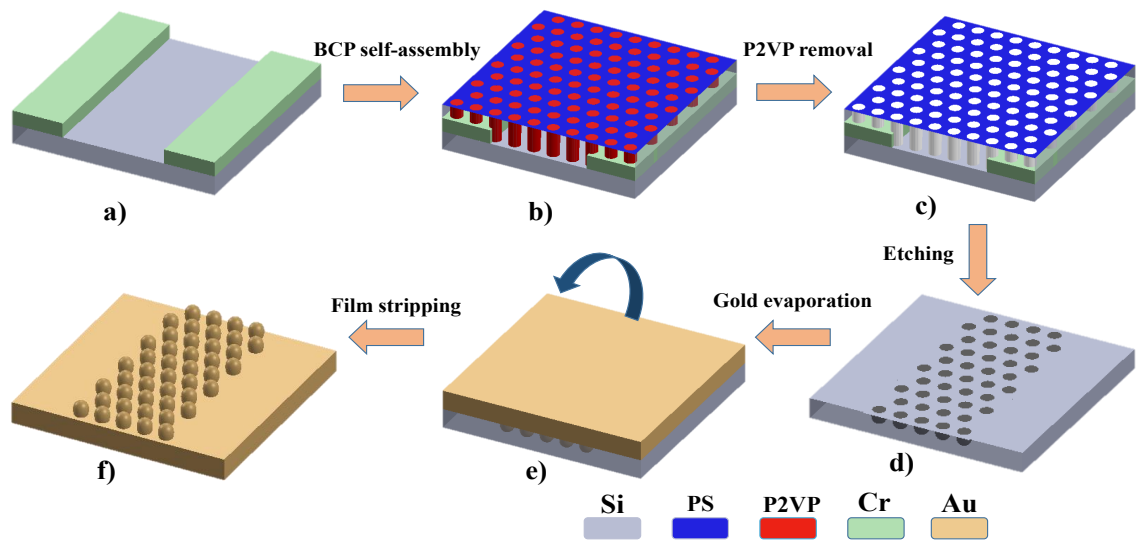 BCP self-assembly
P2VP removal
a)
b)
c)
Etching
Gold evaporation
Film stripping
f)
e)
d)
Si
PS
P2VP
Cr
Au